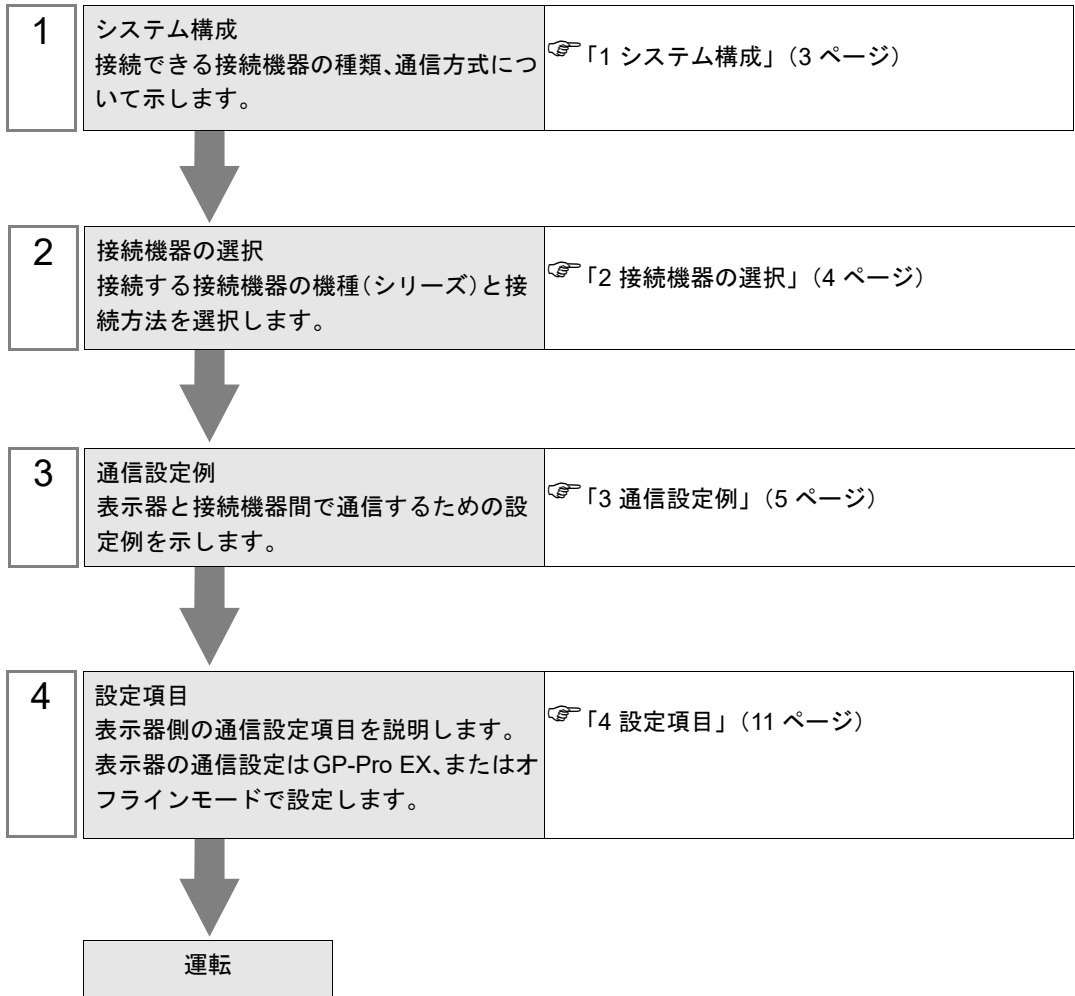 1
システム構成
接続できる接続機器の種類、通信方式につ
いて示します。
☞「1 システム構成」（3 ページ）
2
接続機器の選択
接続する接続機器の機種（シリーズ）と接
続方法を選択します。
☞「2 接続機器の選択」（4 ページ）
3
通信設定例
表示器と接続機器間で通信するための設
定例を示します。
☞「3 通信設定例」（5 ページ）
4
設定項目
表示器側の通信設定項目を説明します。
表示器の通信設定はGP-Pro EX、またはオ
フラインモードで設定します。
☞「4 設定項目」（11 ページ）
運転